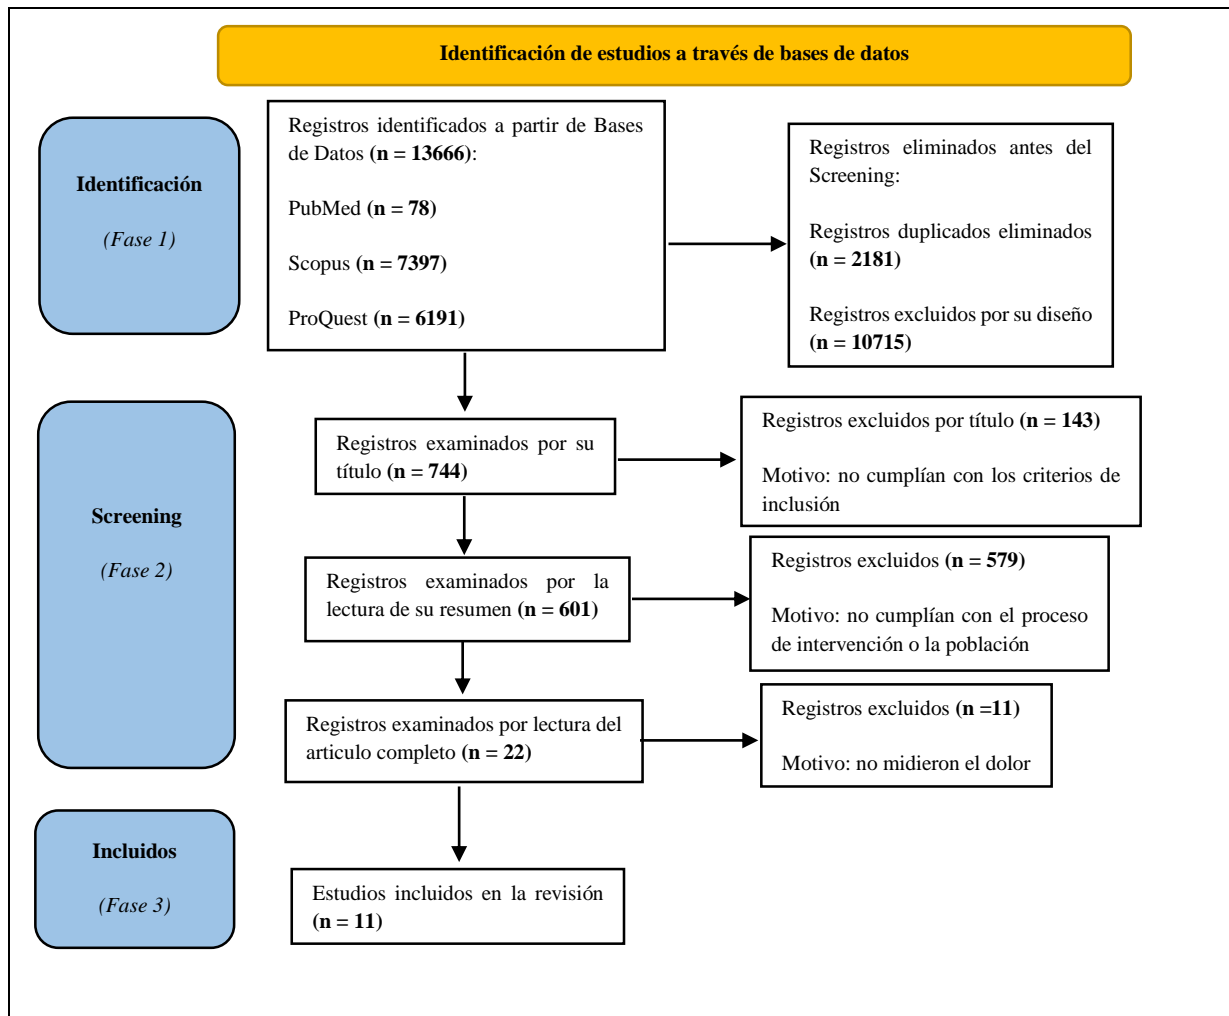 Identificación de estudios a través de bases de datos
Identificación
(Fase 1)
Registros identificados a partir de Bases
de Datos (n = 13666):
PubMed (n = 78)
Scopus (n = 7397)
ProQuest (n = 6191)
Registros eliminados antes del
Screening:
Registros duplicados eliminados
(n = 2181)
Registros excluidos por su diseño
(n = 10715)
Screening
(Fase 2)
Registros examinados por su
título (n = 744)
Registros excluidos por título (n = 143)
Motivo: no cumplían con los criterios de
inclusión
Registros examinados por la
lectura de su resumen (n = 601)
Registros excluidos (n = 579)
Motivo: no cumplían con el proceso
de intervención o la población
Registros examinados por lectura del
articulo completo (n = 22)
Registros excluidos (n =11)
Motivo: no midieron el dolor
Incluidos
(Fase 3)
Estudios incluidos en la revisión
(n = 11)